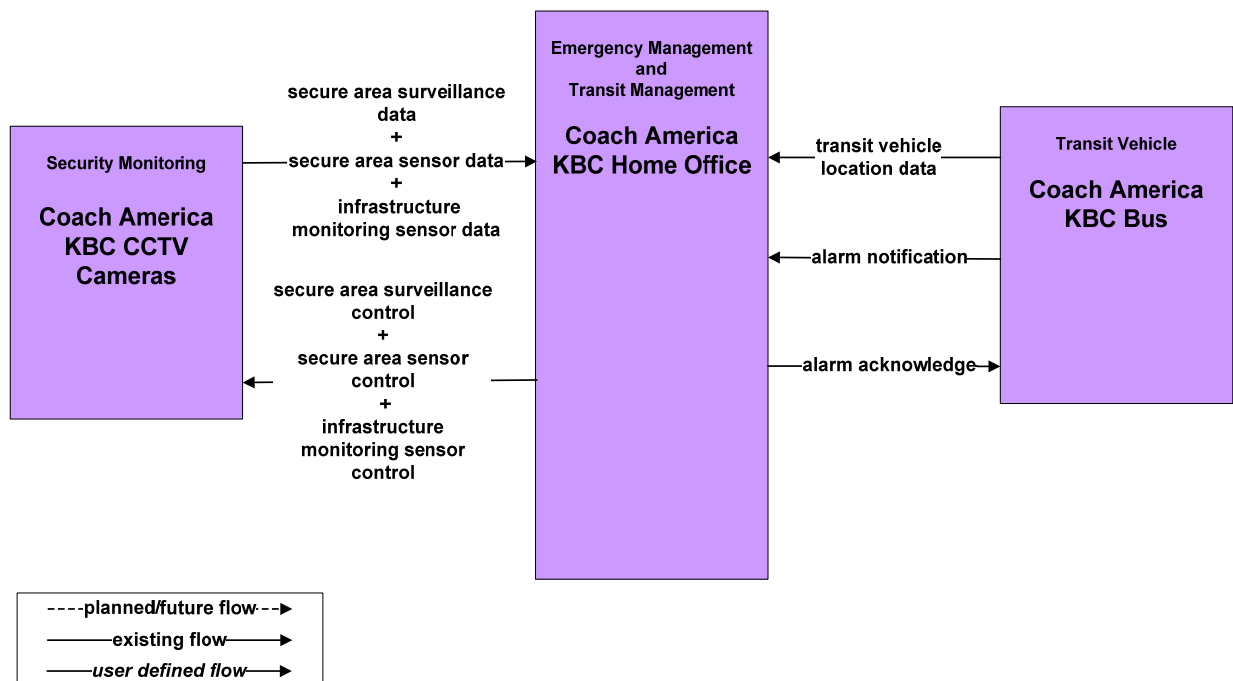 Security Monitoring
Coach America
KBC CCTV
Cameras
secure area surveillance
data
+
secure area sensor data
+
infrastructure
monitoring sensor data
secure area surveillance
control
+
secure area sensor
control
+
infrastructure
monitoring sensor
control
Emergency Management
and
Transit Management
Coach America
KBC Home Office
transit vehicle
location data
alarm notification
alarm acknowledge
Transit Vehicle
Coach America
KBC Bus
planned/future flow
existing flow
user defined flow